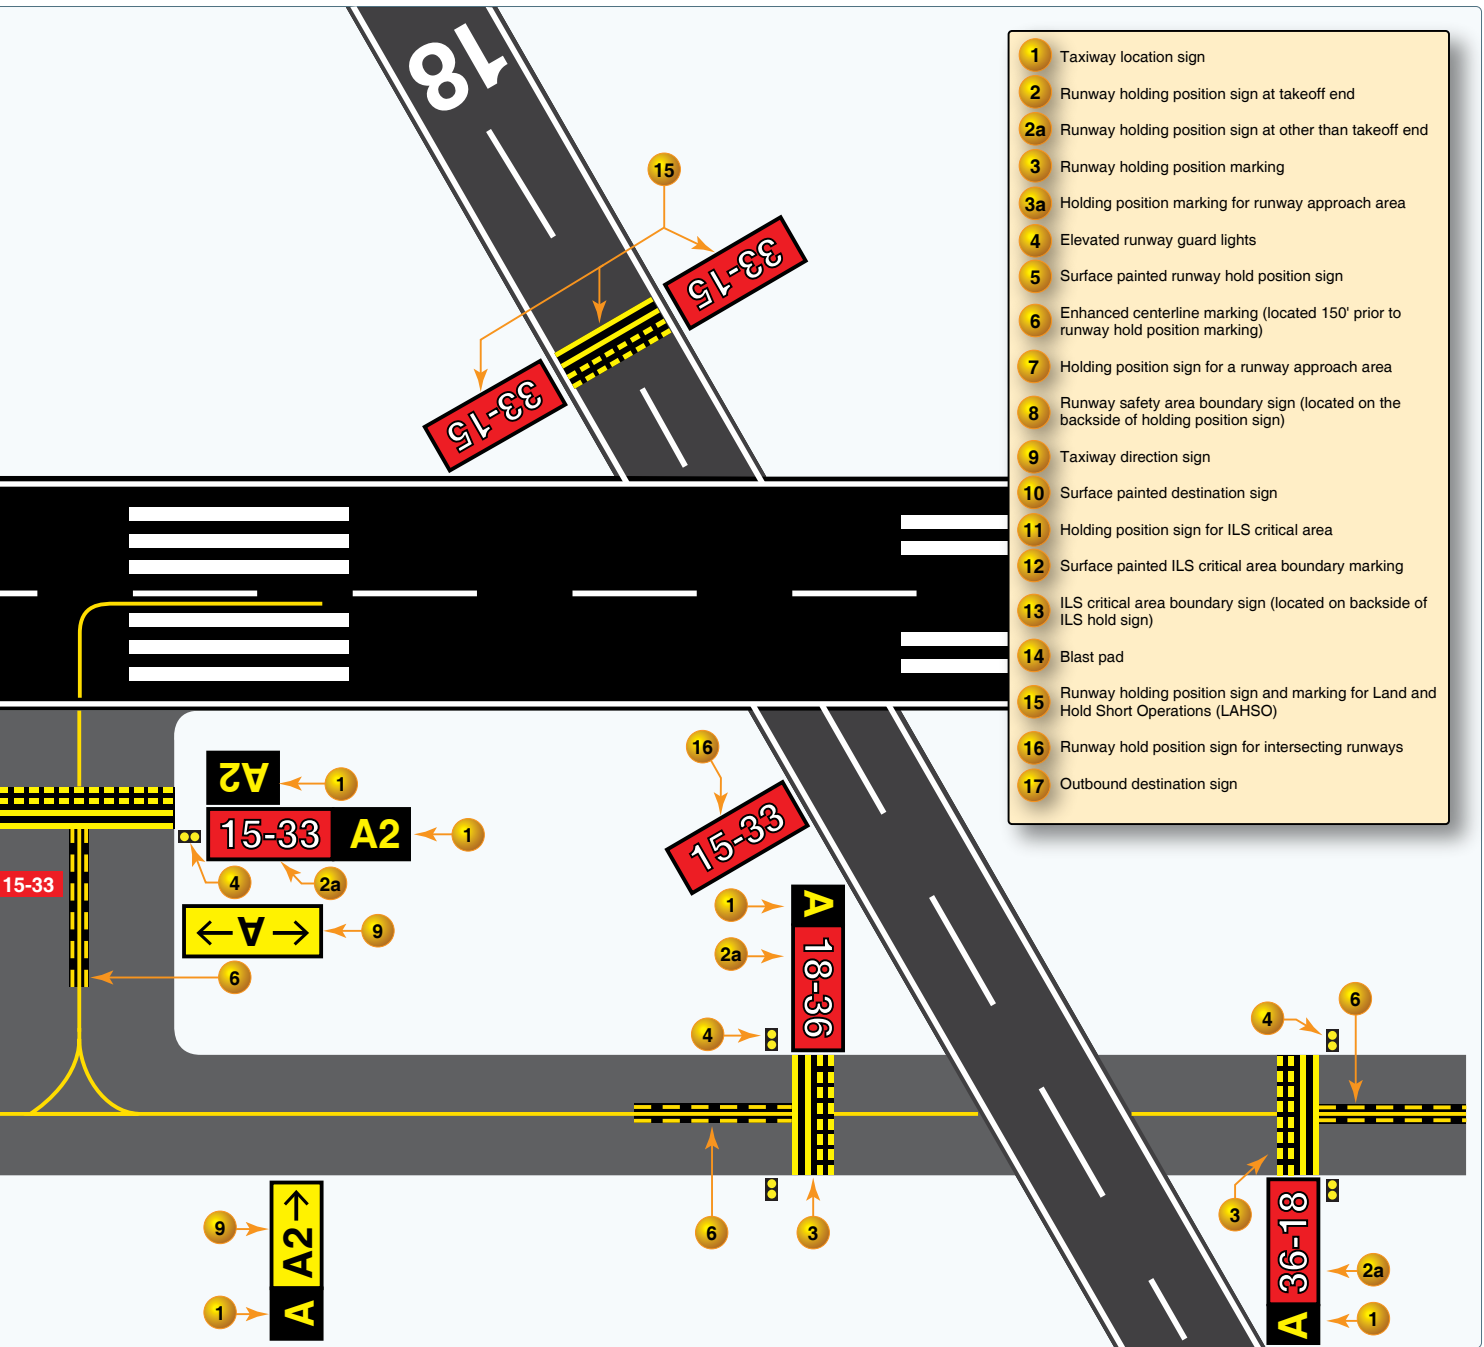 18
1 Taxiway location sign
2 Runway holding position sign at takeoff end
2a Runway holding position sign at other than takeoff end
3 Runway holding position marking
3a Holding position marking for runway approach area
4 Elevated runway guard lights
5 Surface painted runway hold position sign
6 Enhanced centerline marking (located 150' prior to
runway hold position marking)
7 Holding position sign for a runway approach area
8 Runway safety area boundary sign (located on the
backside of holding position sign)
9 Taxiway direction sign
10 Surface painted destination sign
11 Holding position sign for ILS critical area
12 Surface painted ILS critical area boundary marking
13 ILS critical area boundary sign (located on backside of
ILS hold sign)
14 Blast pad
15 Runway holding position sign and marking for Land and
Hold Short Operations (LAHSO)
16 Runway hold position sign for intersecting runways
17 Outbound destination sign
15
33-15
33-15
16
15-33
A2
1
15-33 A2
1
4
2a
15-33
←A→
9
6
1
A
2a
18-36
4
6
3
4
6
3
36-18
2a
A
1
9
A2→
1
A